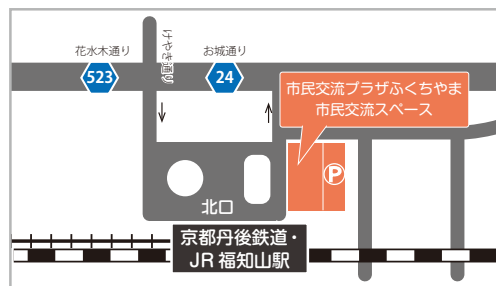 花水木通り
523
けやき通り
お城通り
24
市民交流プラザふくちやま
市民交流スペース
P
北口
京都丹後鉄道・
JR 福知山駅